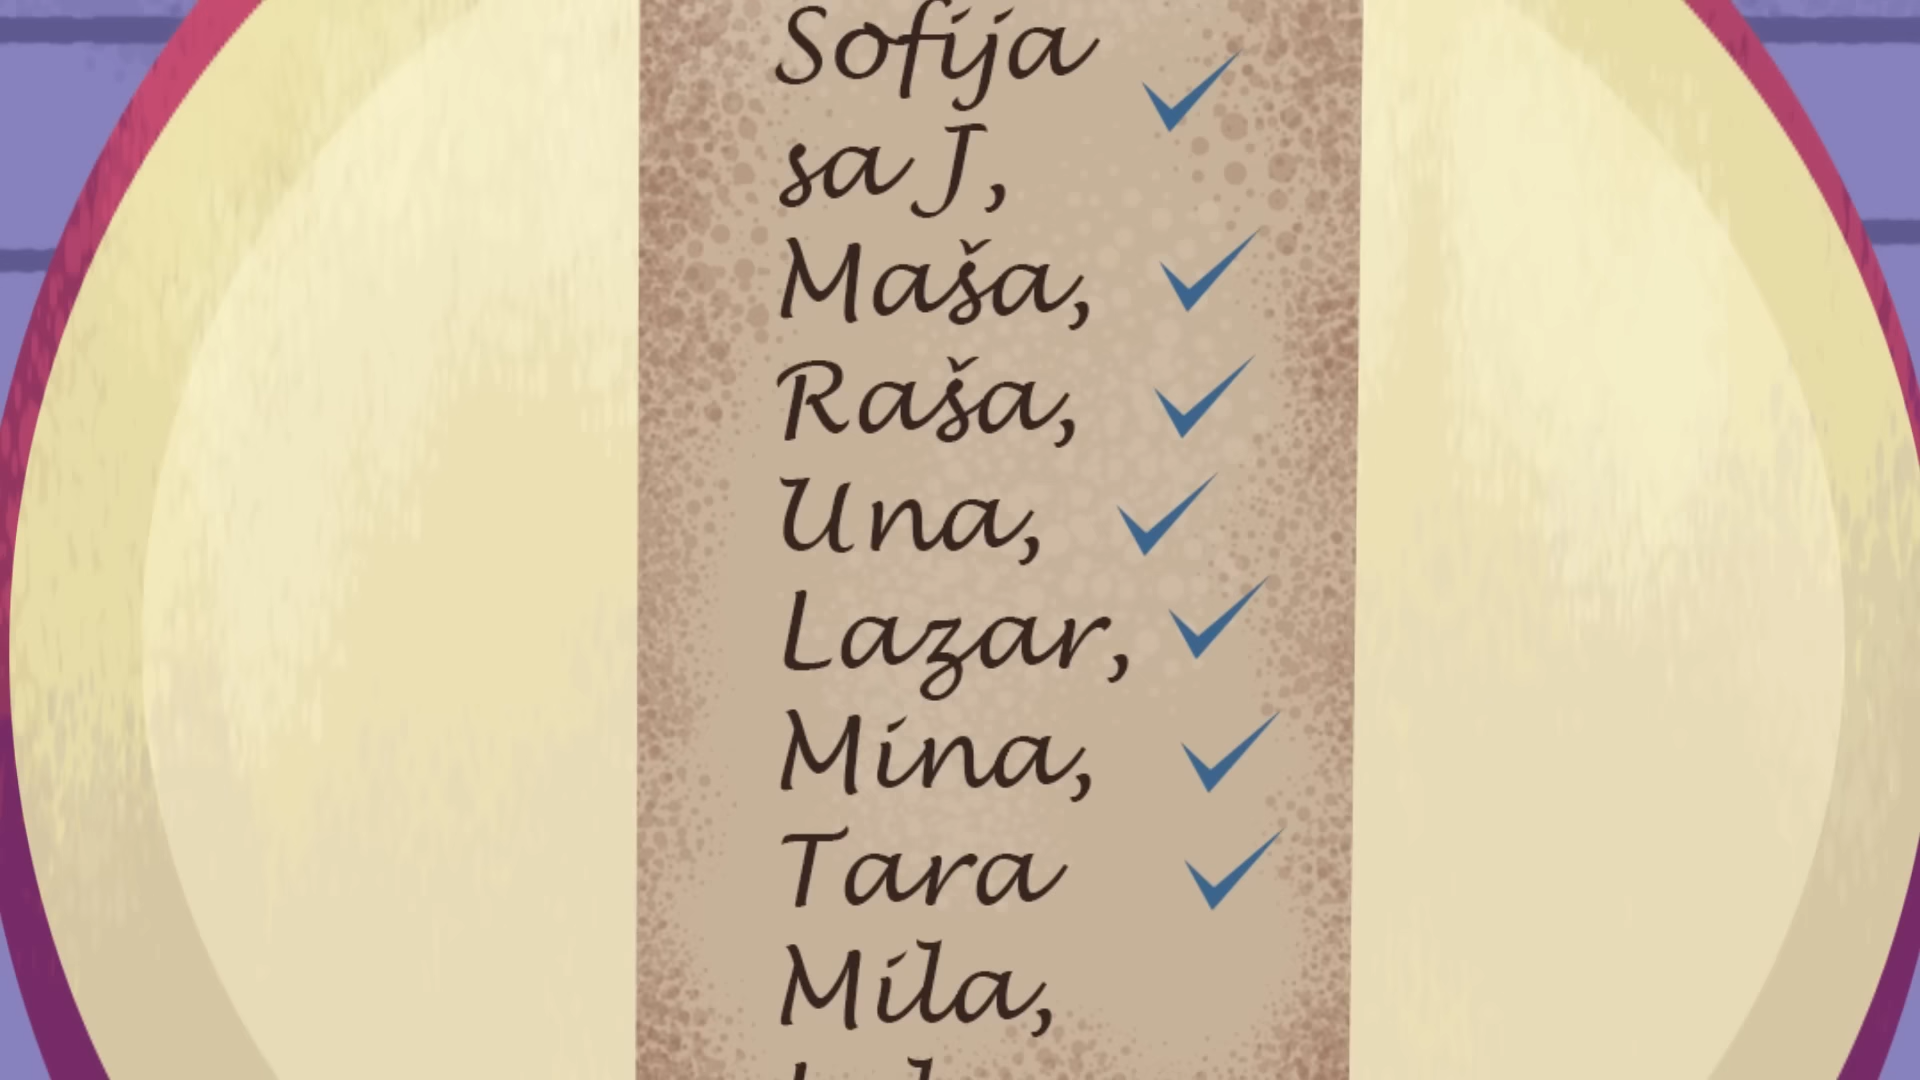 Sofija
sa J,
Maša,
Raša,
Una,
Lazar,
Mina,
Tara
Mila,